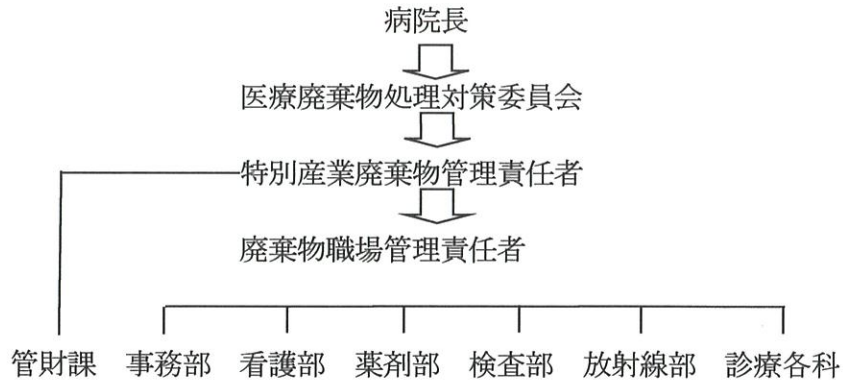 病院長
医療廃棄物処理対策委員会
特別産業廃棄物管理責任者
廃棄物職場管理責任者
管財課 事務部 看護部 薬剤部 検査部 放射線部 診療各科